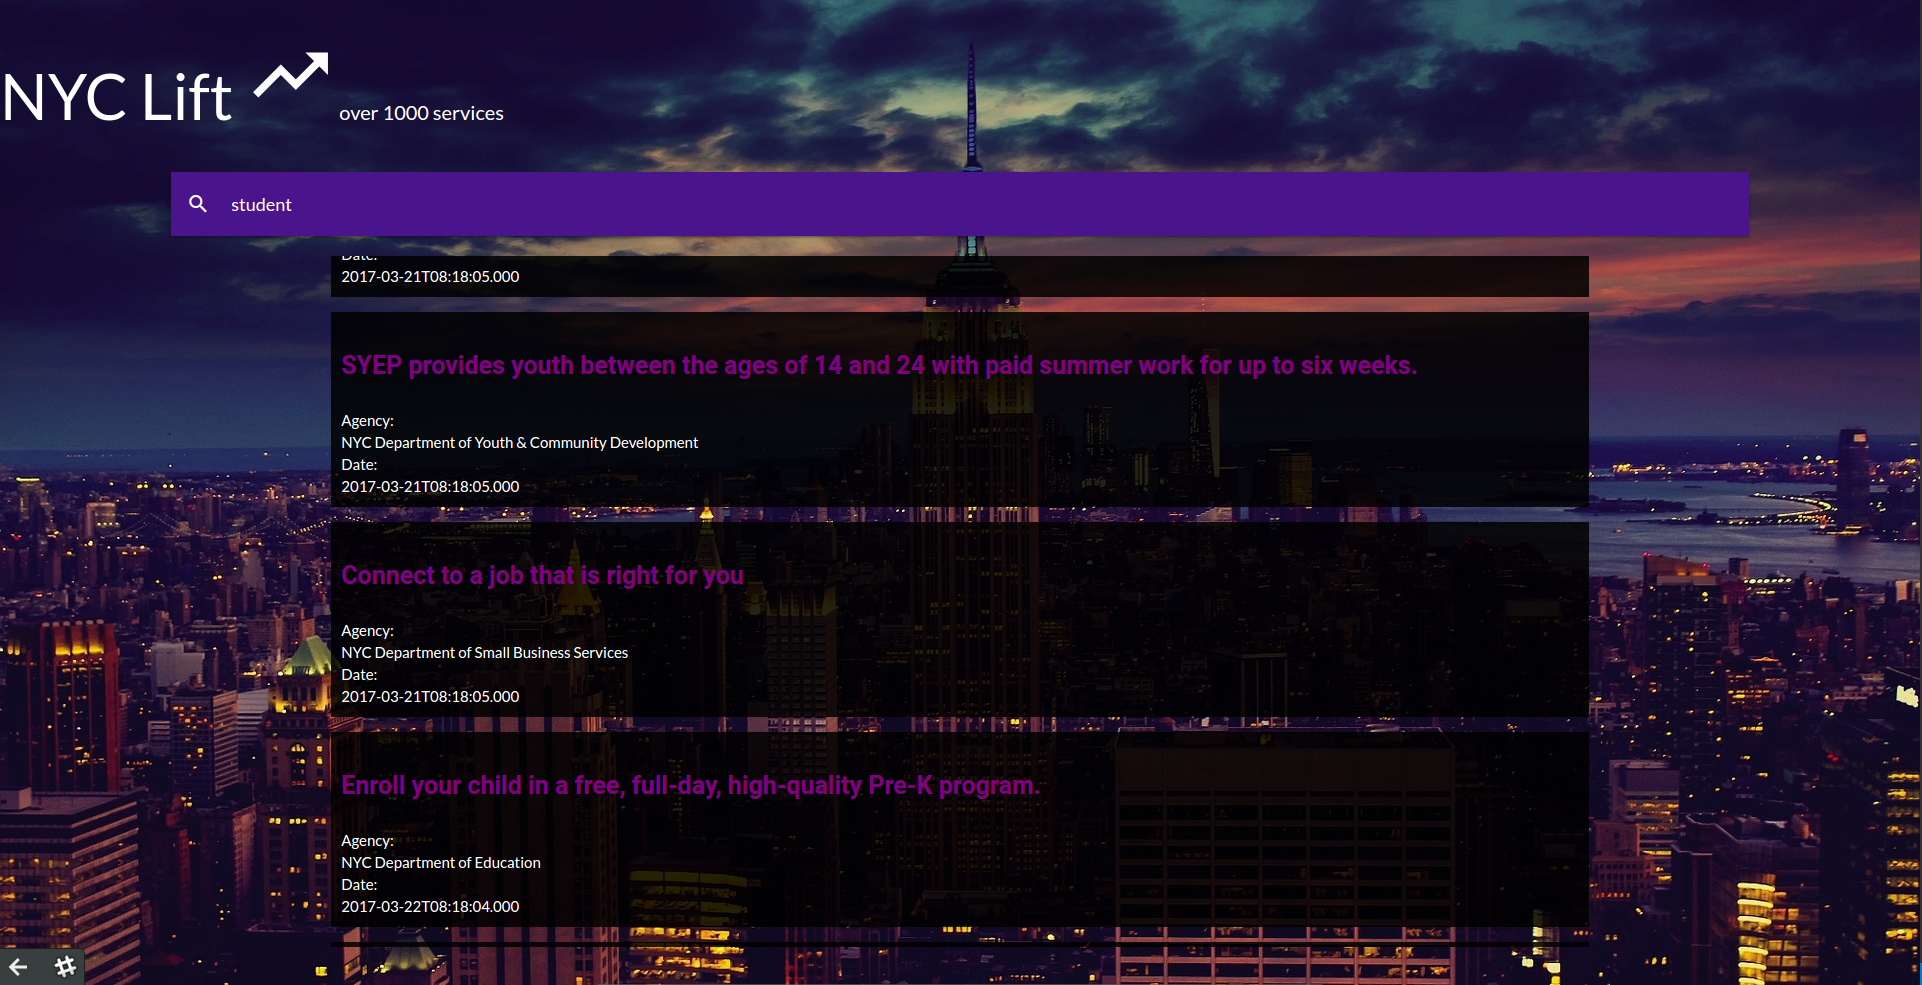 NYC Lift
over 1000 services
student
Date:
2017-03-21T08:18:05.000
SYEP provides youth between the ages of 14 and 24 with paid summer work for up to six weeks.
Agency:
NYC Department of Youth & Community Development
Date:
2017-03-21T08:18:05.000
Connect to a job that is right for you
Agency:
NYC Department of Small Business Services
Date:
2017-03-21T08:18:05.000
Enroll your child in a free, full-day, high-quality Pre-K program.
Agency:
NYC Department of Education
Date:
2017-03-22T08:18:04.000